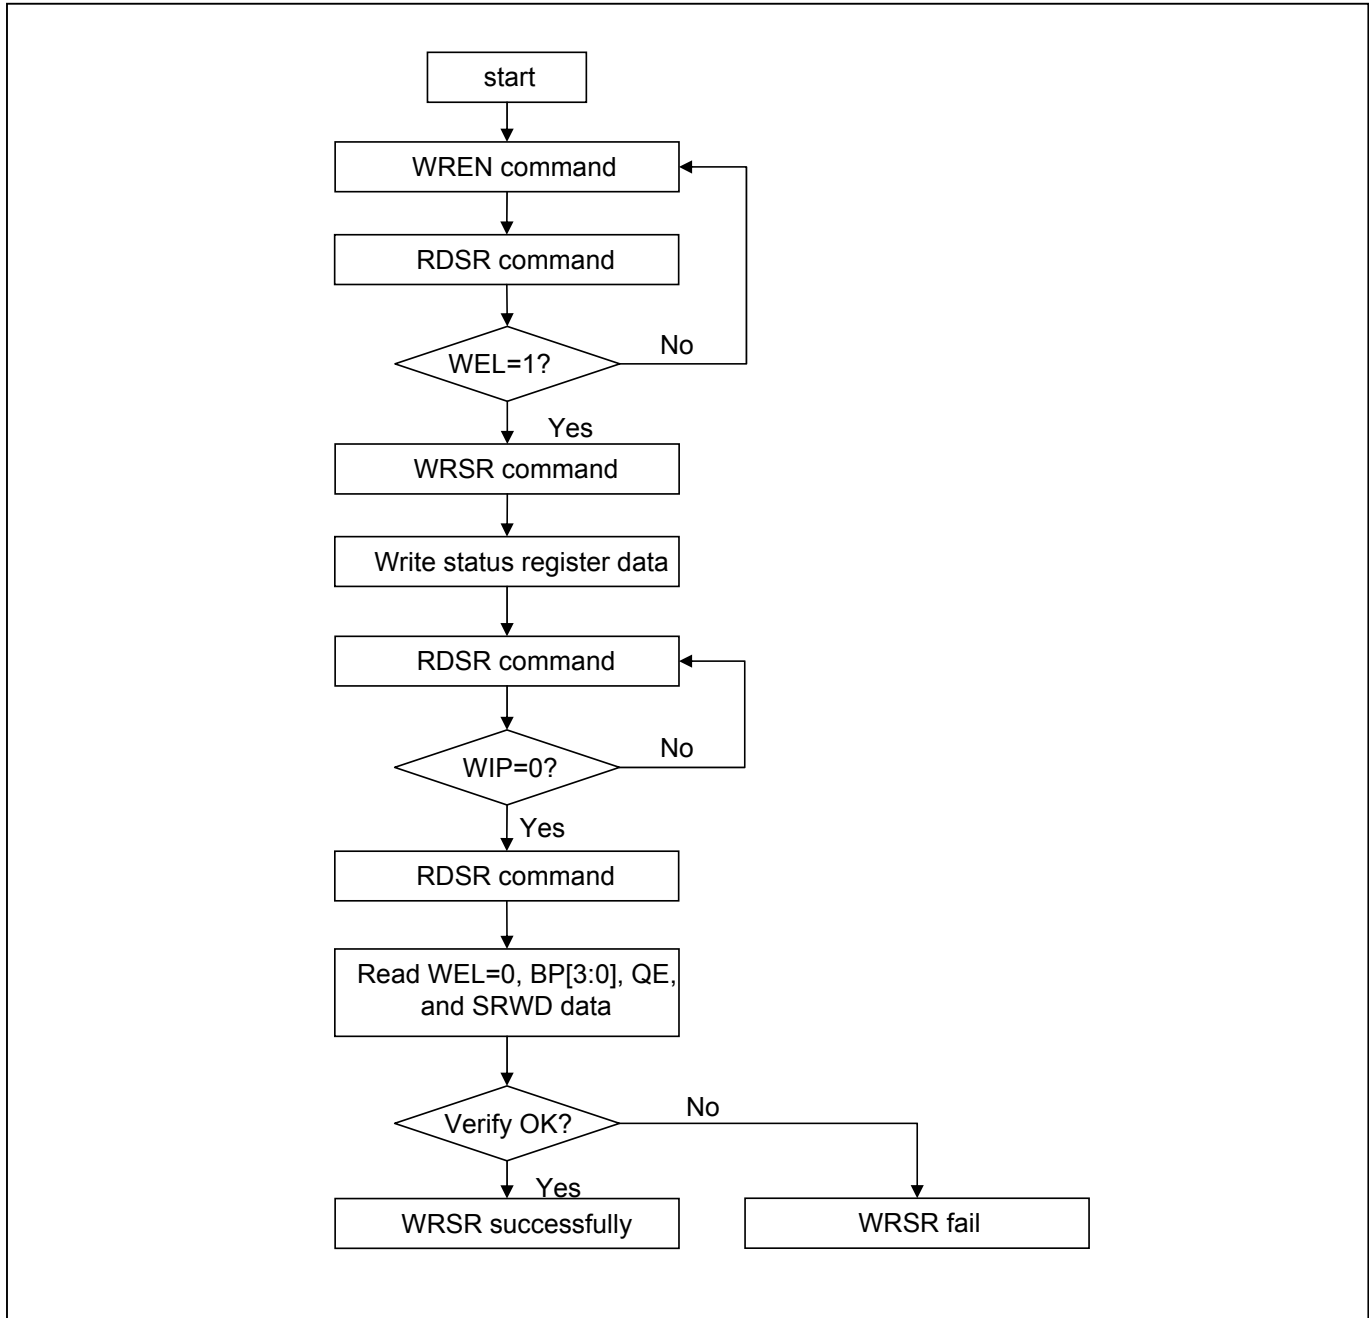 start
WREN command
RDSR command
WEL=1?
No
Yes
WRSR command
Write status register data
RDSR command
WIP=0?
No
Yes
RDSR command
Read WEL=0, BP[3:0], QE,
and SRWD data
Verify OK?
No
Yes
WRSR successfully
WRSR fail